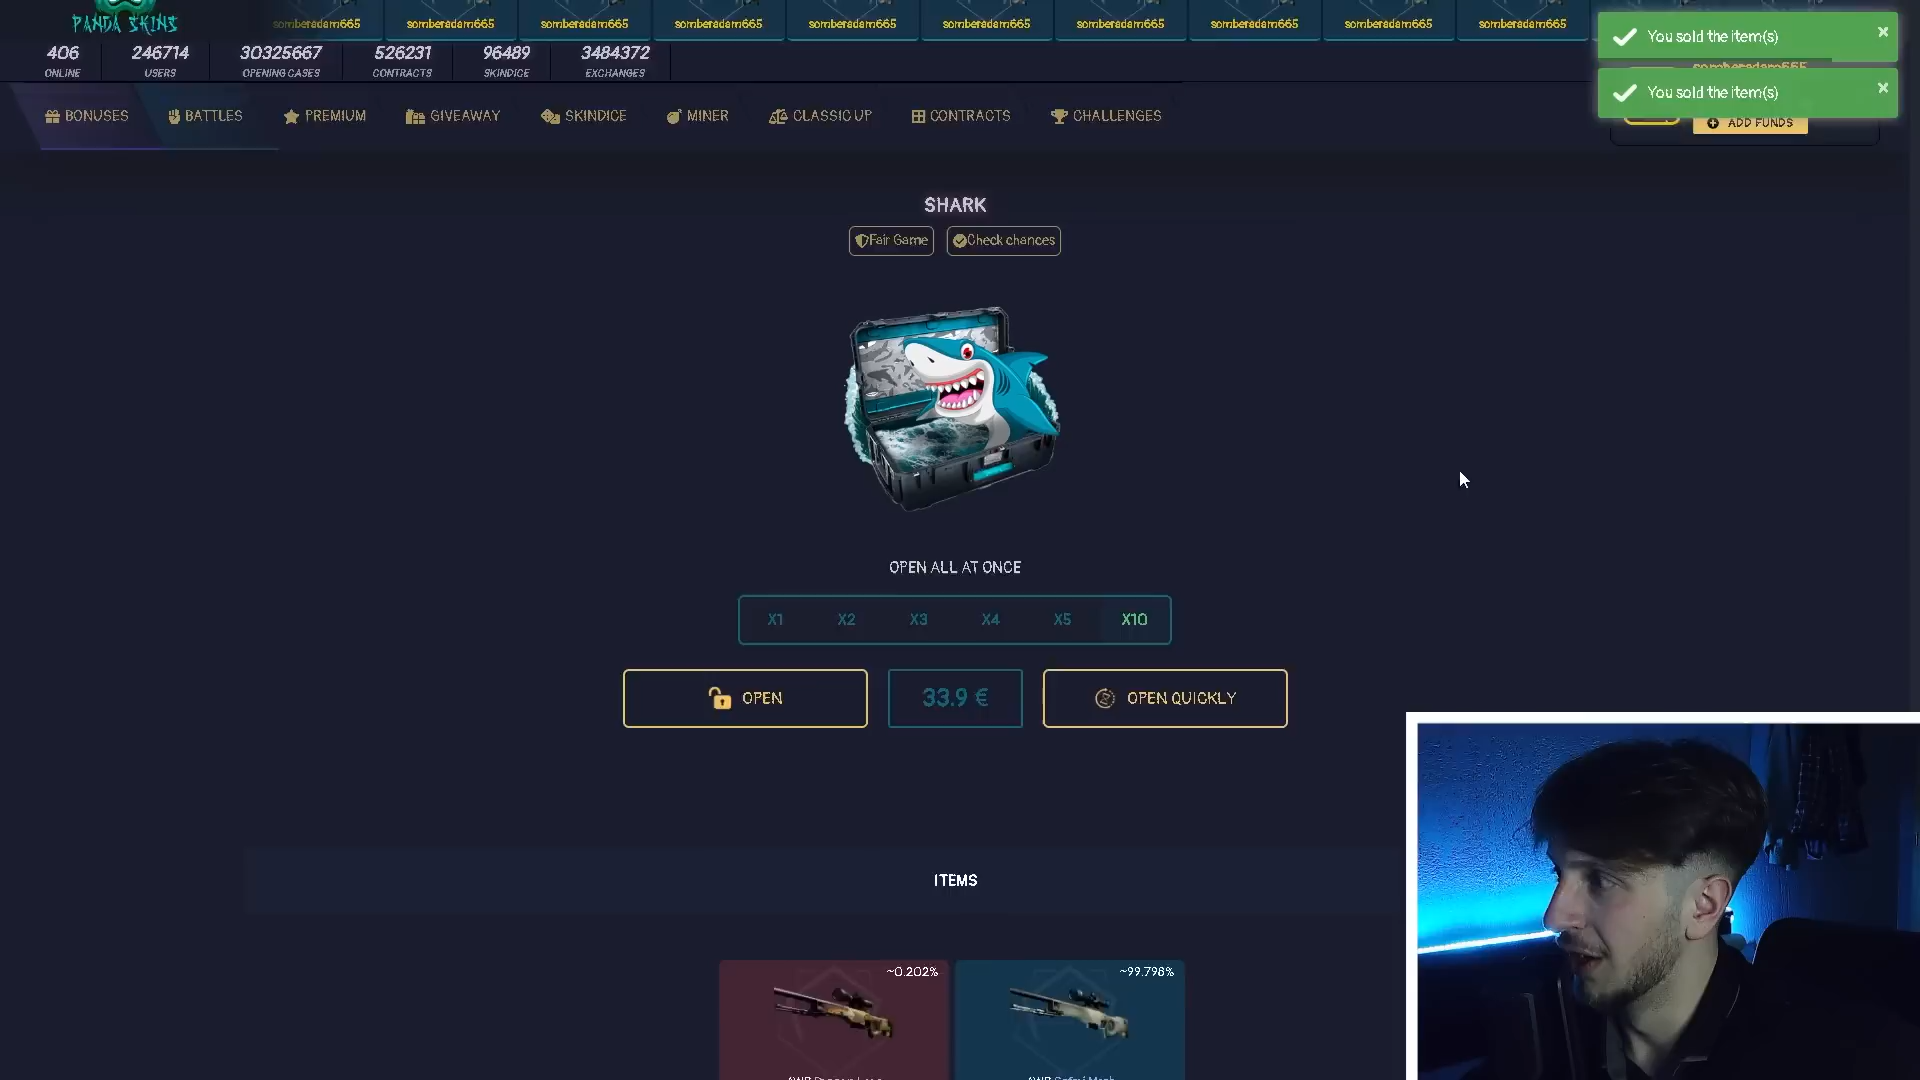 PANDA SKINS
somberadam665 somberadam665 somberadam665 somberadam665 somberadam665 somberadam665 somberadam665 somberadam665 somberadam665 somberadam665
You sold the item(s) ×
406 246714 30325667 526231 96489 3484372
ONLINE USERS OPENING CASES CONTRACTS SKINDICE EXCHANGES
You sold the item(s) ×
BONUSES BATTLES PREMIUM GIVEAWAY SKINDICE MINER CLASSIC UP CONTRACTS CHALLENGES
ADD FUNDS
SHARK
Fair Game Check chances
OPEN ALL AT ONCE
X1 X2 X3 X4 X5 X10
OPEN 33.9 € OPEN QUICKLY
ITEMS
~0.202% ~99.798%